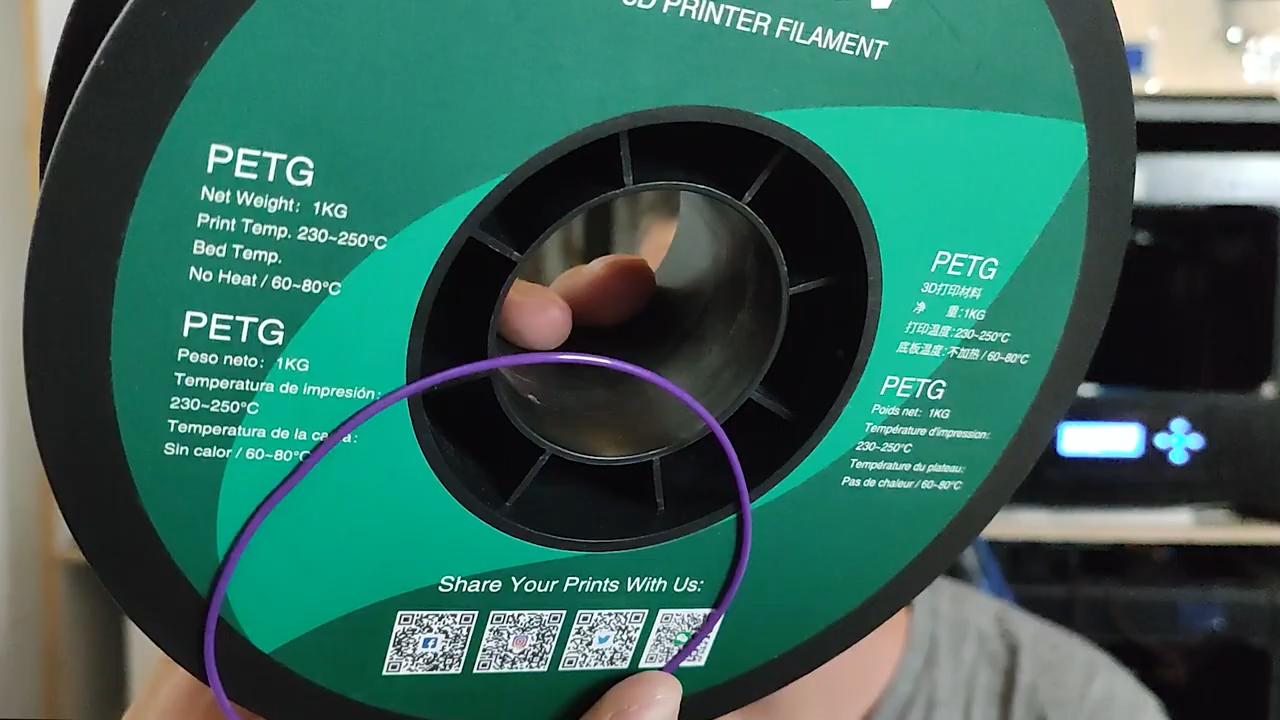 3D PRINTER FILAMENT
PETG
Net Weight: 1KG
Print Temp. 230~250°C
Bed Temp.
No Heat / 60~80°C
PETG
Peso neto: 1KG
Temperatura de impresión:
230~250°C
Temperatura de la cama:
Sin calor / 60~80°C
PETG
3D打印材料
净 重:1KG
打印温度:230~250°C
底板温度:不加热 / 60~80°C
PETG
Poids net: 1KG
Température d'impression:
230~250°C
Température du plateau:
Pas de chaleur / 60~80°C
Share Your Prints With Us: